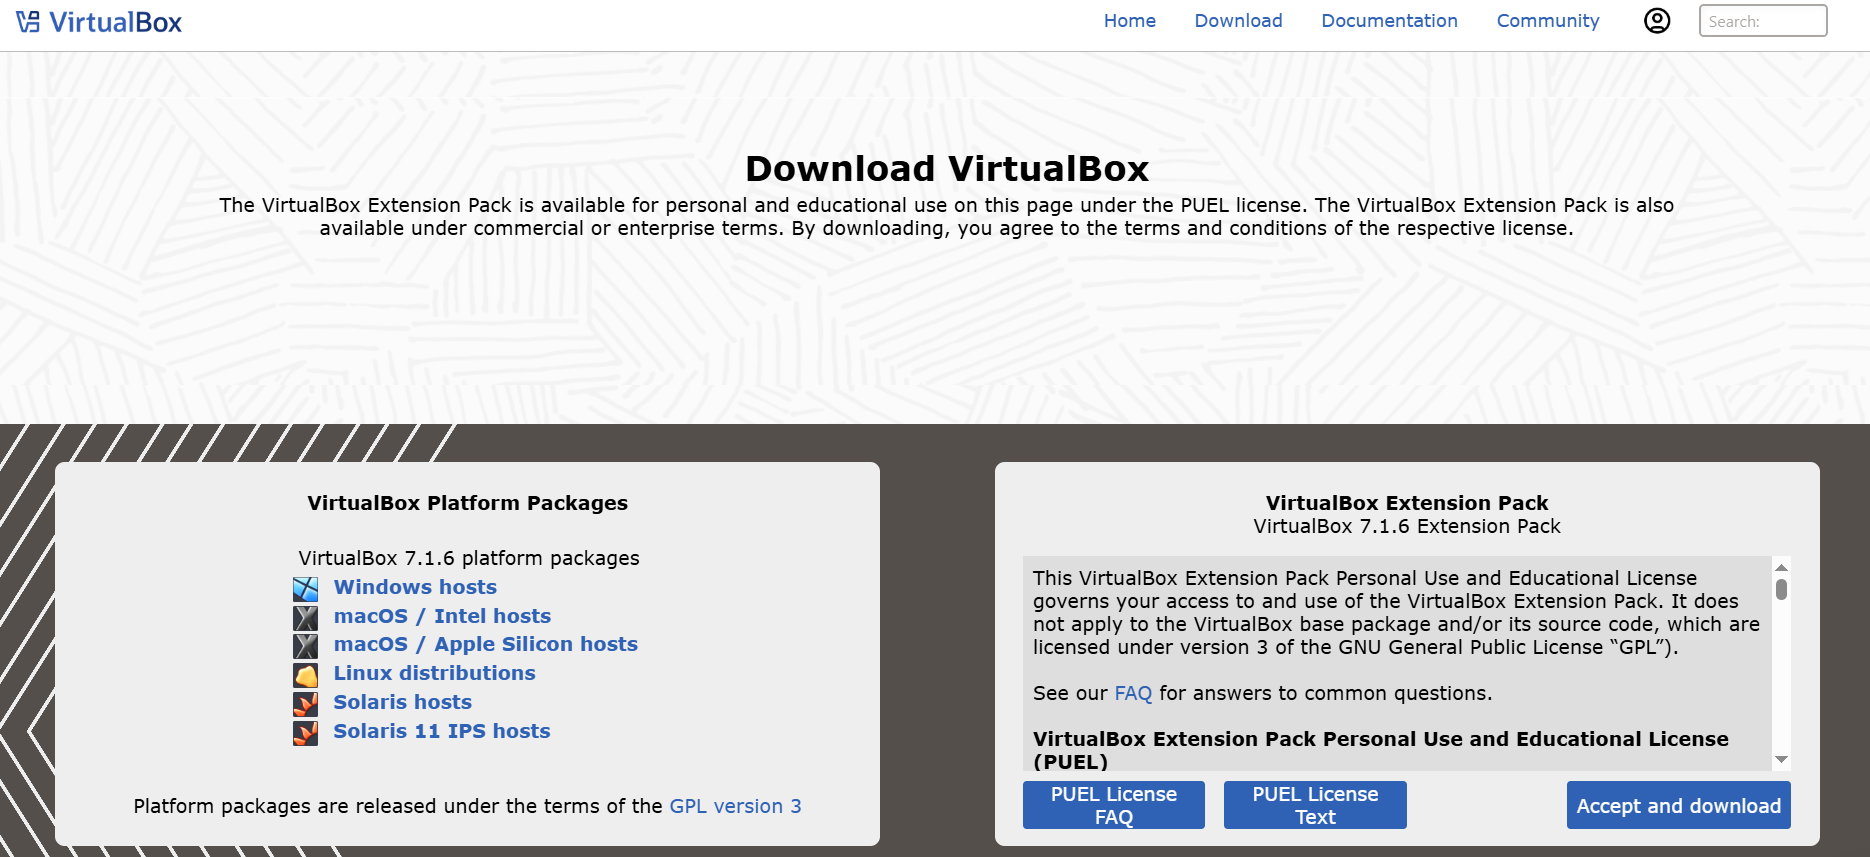 VirtualBox
Home
Download
Documentation
Community
Search:
Download VirtualBox
The VirtualBox Extension Pack is available for personal and educational use on this page under the PUEL license. The VirtualBox Extension Pack is also
available under commercial or enterprise terms. By downloading, you agree to the terms and conditions of the respective license.
VirtualBox Platform Packages
VirtualBox 7.1.6 platform packages
Windows hosts
macOS / Intel hosts
macOS / Apple Silicon hosts
Linux distributions
Solaris hosts
Solaris 11 IPS hosts
Platform packages are released under the terms of the GPL version 3
VirtualBox Extension Pack
VirtualBox 7.1.6 Extension Pack
This VirtualBox Extension Pack Personal Use and Educational License
governs your access to and use of the VirtualBox Extension Pack. It does
not apply to the VirtualBox base package and/or its source code, which are
licensed under version 3 of the GNU General Public License “GPL”).
See our FAQ for answers to common questions.
VirtualBox Extension Pack Personal Use and Educational License
(PUEL)
PUEL License
FAQ
PUEL License
Text
Accept and download